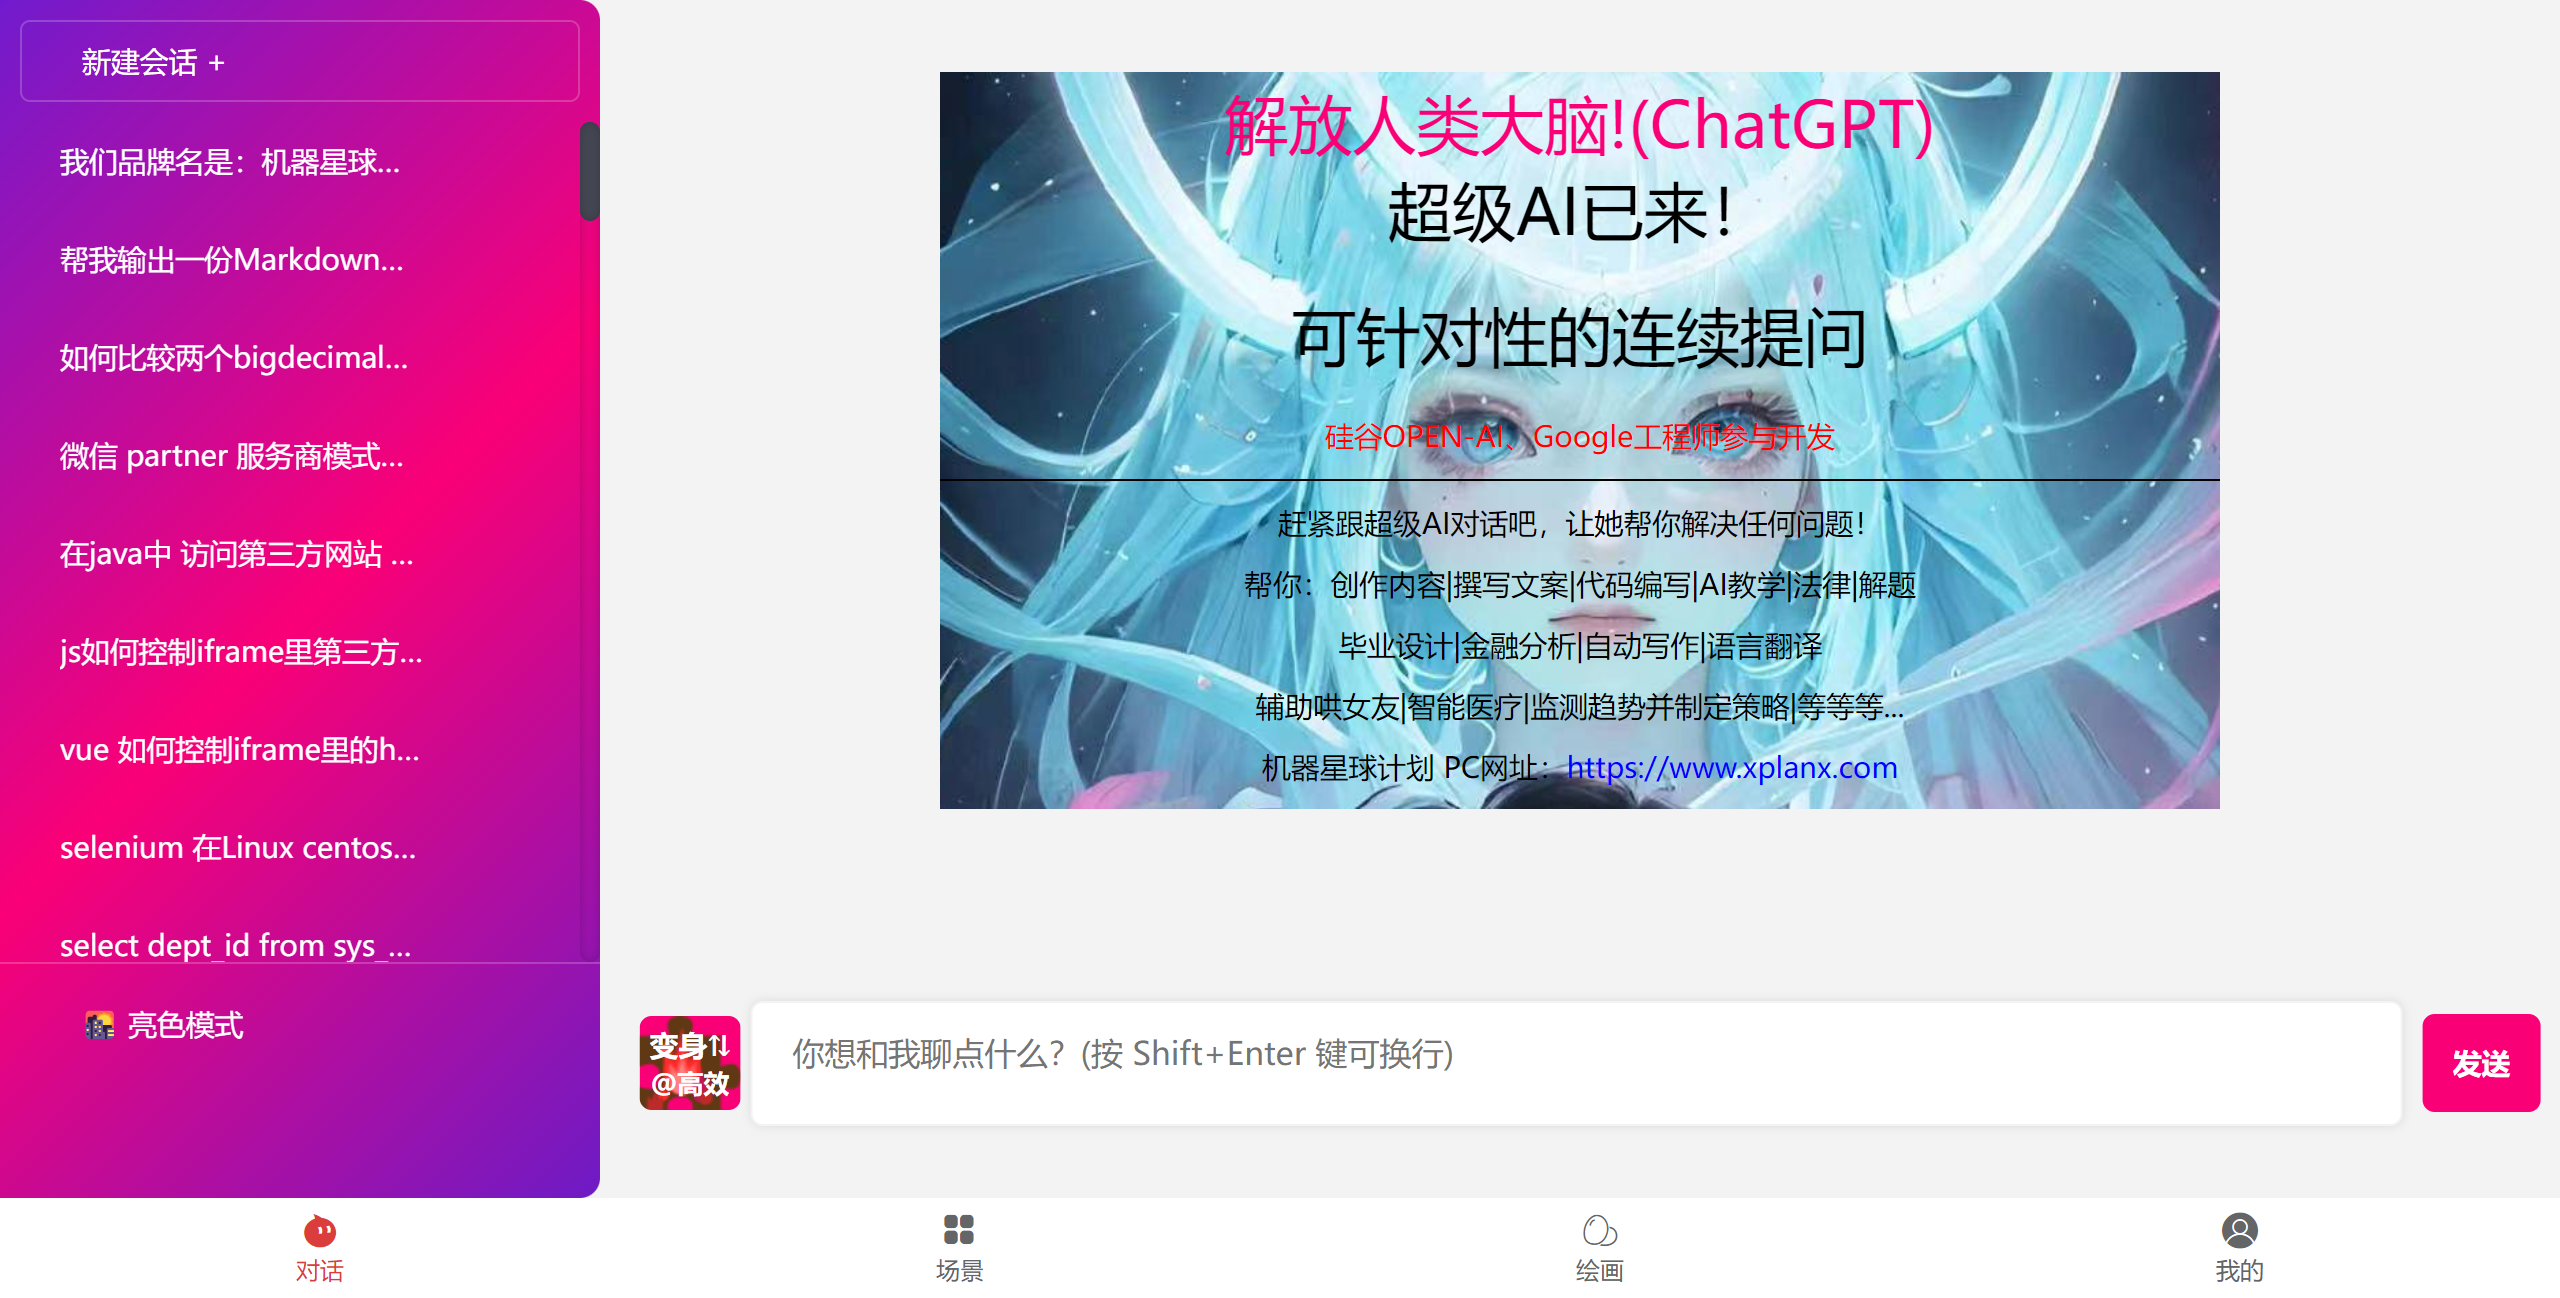 新建会话 +
我们品牌名是：机器星球...
帮我输出一份Markdown...
如何比较两个bigdecimal...
微信 partner 服务商模式...
在java中 访问第三方网站 ...
js如何控制iframe里第三方...
vue 如何控制iframe里的h...
selenium 在Linux centos...
select dept_id from sys_...
亮色模式
解放人类大脑!(ChatGPT)
超级AI已来！
可针对性的连续提问
硅谷OPEN-AI、Google工程师参与开发
赶紧跟超级AI对话吧，让她帮你解决任何问题！
帮你：创作内容|撰写文案|代码编写|AI教学|法律|解题
毕业设计|金融分析|自动写作|语言翻译
辅助哄女友|智能医疗|监测趋势并制定策略|等等等...
机器星球计划 PC网址：https://www.xplanx.com
变身⇅
@高效
你想和我聊点什么？(按 Shift+Enter 键可换行)
发送
对话
场景
绘画
我的